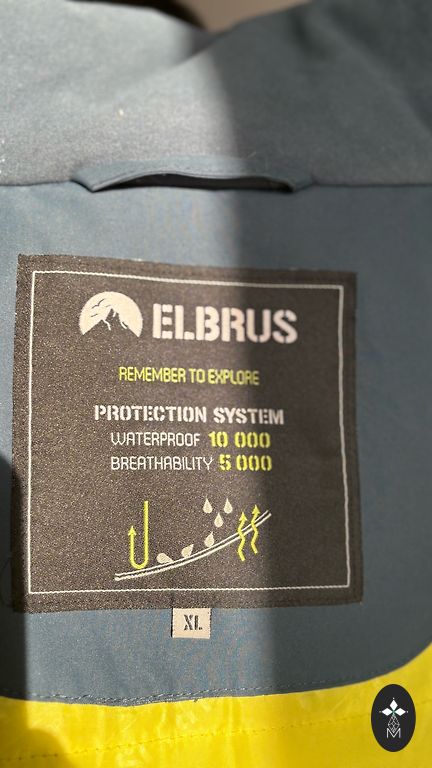 ELBRUS
REMEMBER TO EXPLORE
PROTECTION SYSTEM
WATERPROOF 10 000
BREATHABILITY 5 000
XL
M